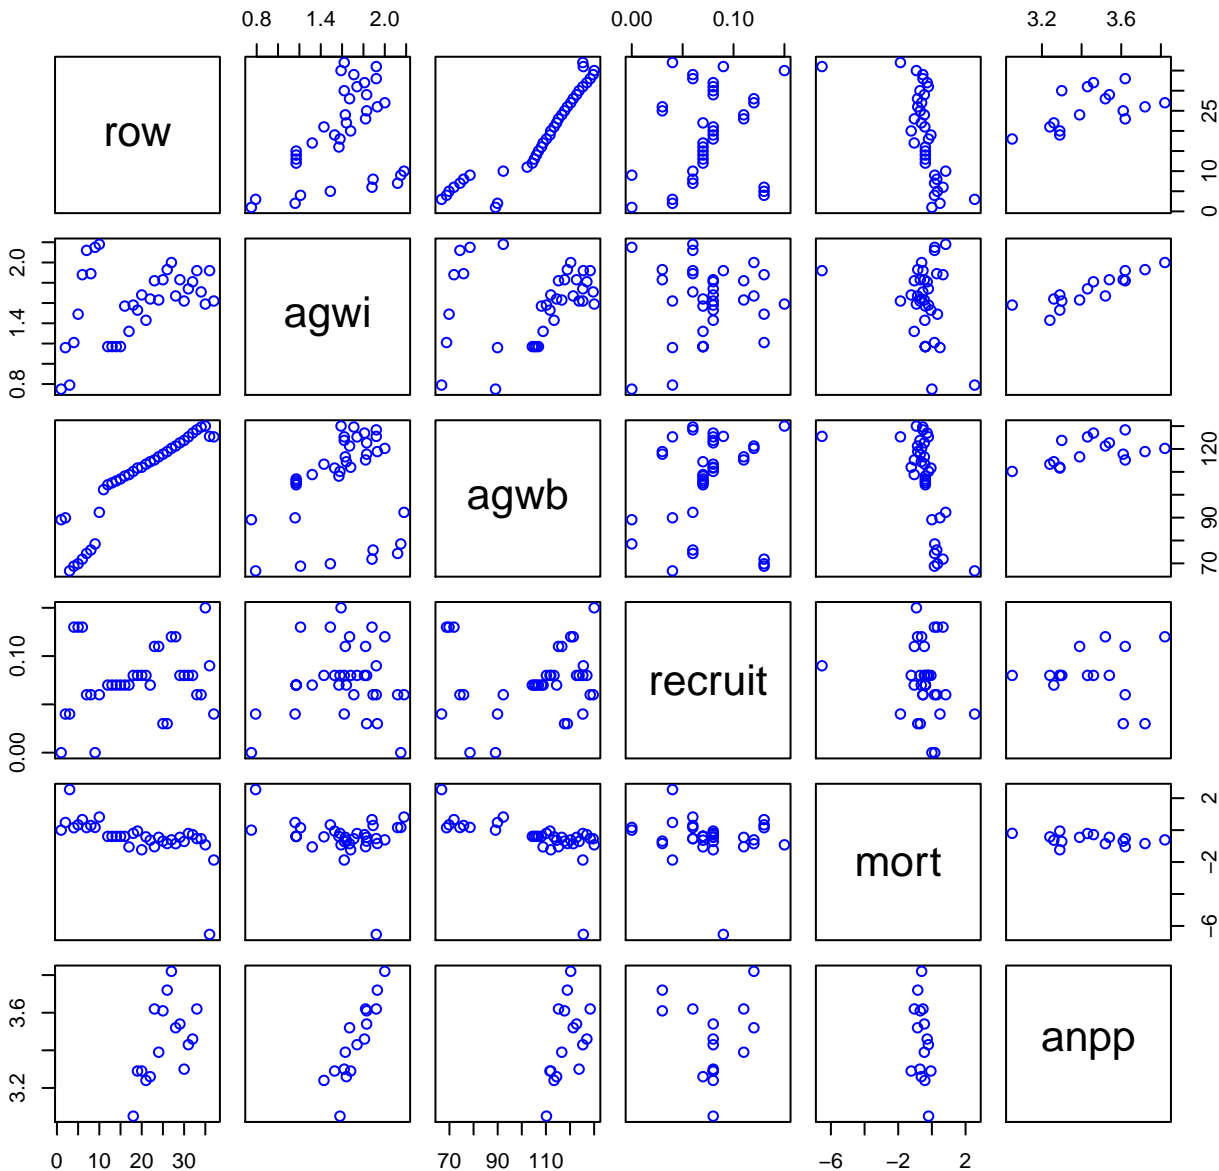 0.8 1.4 2.0 0.00 0.10 3.2 3.6
row 0 10 25
0.8 1.4 2.0 agwi
agwb 70 90 120
0.00 0.10 recruit
mort −6 −2 2
3.2 3.6 anpp
0 10 20 30 70 90 110 −6 −2 2